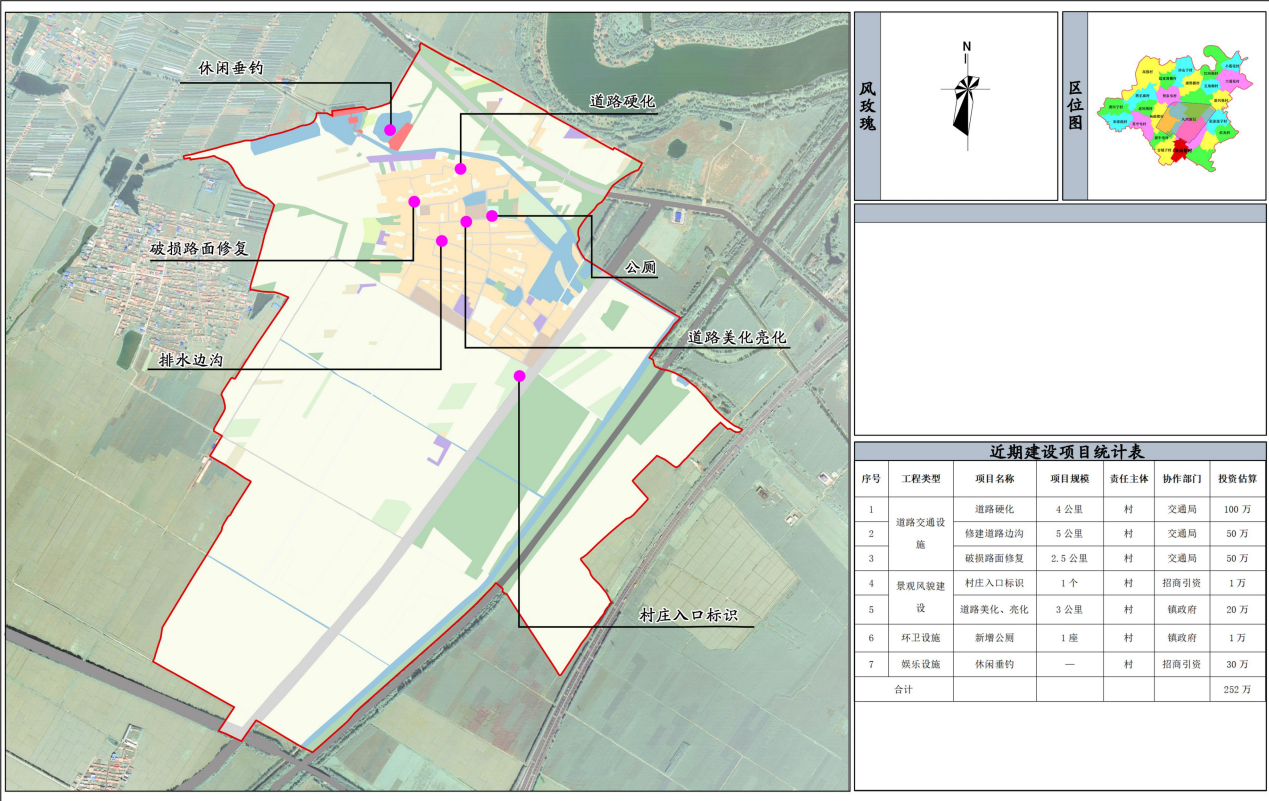 休闲垂钓
道路硬化
破损路面修复
公厕
道路美化亮化
排水边沟
村庄入口标识
风玫瑰
N
区位图
近期建设项目统计表
序号 工程类型 项目名称 项目规模 责任主体 协作部门 投资估算
1 道路交通设施 道路硬化 4 公里 村 交通局 100 万
2 修建道路边沟 5 公里 村 交通局 50 万
3 破损路面修复 2.5 公里 村 交通局 50 万
4 景观风貌建设 村庄入口标识 1 个 村 招商引资 1 万
5 道路美化、亮化 3 公里 村 镇政府 20 万
6 环卫设施 新增公厕 1 座 村 镇政府 1 万
7 娱乐设施 休闲垂钓 — 村 招商引资 30 万
合计 252 万